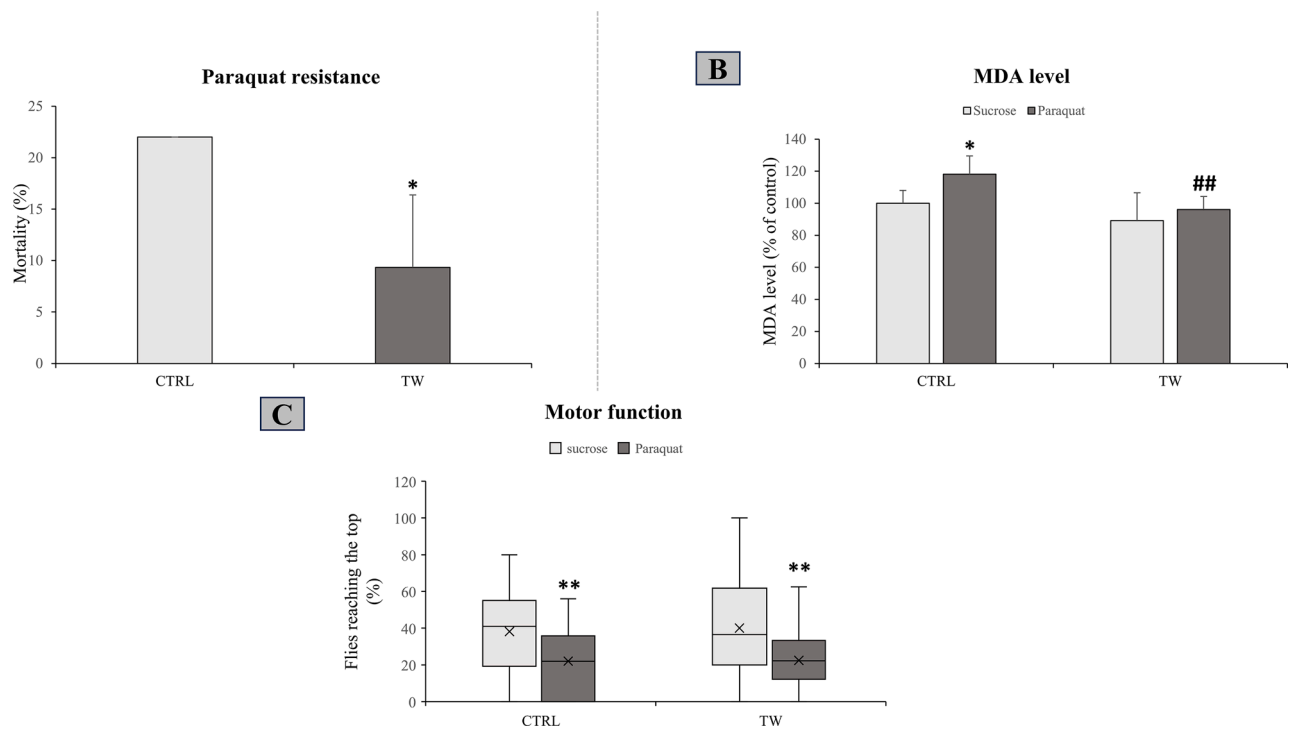 Paraquat resistance
Mortality (%)
25
20
15
10
5
0
*
CTRL
TW
B
MDA level
Sucrose
Paraquat
MDA level (% of control)
140
120
100
80
60
40
20
0
*
##
CTRL
TW
C
Motor function
sucrose
Paraquat
Flies reaching the top
(%)
120
100
80
60
40
20
0
**
**
CTRL
TW